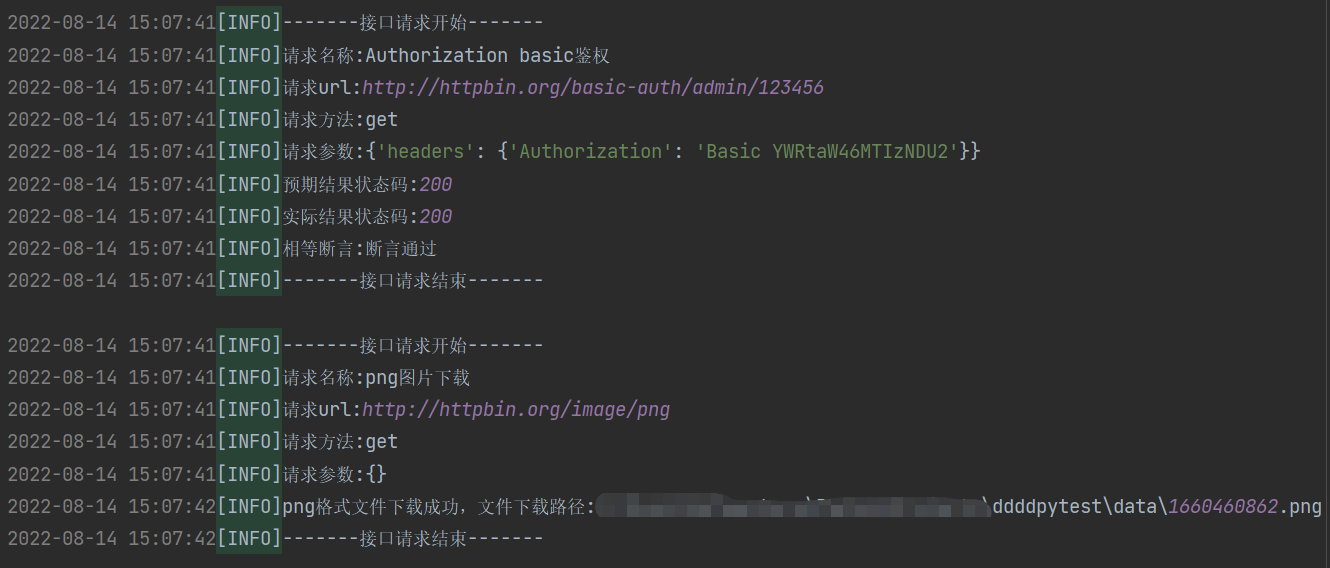 2022-08-14 15:07:41[INFO]-------接口请求开始-------
2022-08-14 15:07:41[INFO]请求名称:Authorization basic鉴权
2022-08-14 15:07:41[INFO]请求url:http://httpbin.org/basic-auth/admin/123456
2022-08-14 15:07:41[INFO]请求方法:get
2022-08-14 15:07:41[INFO]请求参数:{'headers': {'Authorization': 'Basic YWRtaW46MTIzNDU2'}}
2022-08-14 15:07:41[INFO]预期结果状态码:200
2022-08-14 15:07:41[INFO]实际结果状态码:200
2022-08-14 15:07:41[INFO]相等断言:断言通过
2022-08-14 15:07:41[INFO]-------接口请求结束-------
2022-08-14 15:07:41[INFO]-------接口请求开始-------
2022-08-14 15:07:41[INFO]请求名称:png图片下载
2022-08-14 15:07:41[INFO]请求url:http://httpbin.org/image/png
2022-08-14 15:07:41[INFO]请求方法:get
2022-08-14 15:07:41[INFO]请求参数:{}
2022-08-14 15:07:42[INFO]png格式文件下载成功，文件下载路径:\ddddpytest\data\1660460862.png
2022-08-14 15:07:42[INFO]-------接口请求结束-------